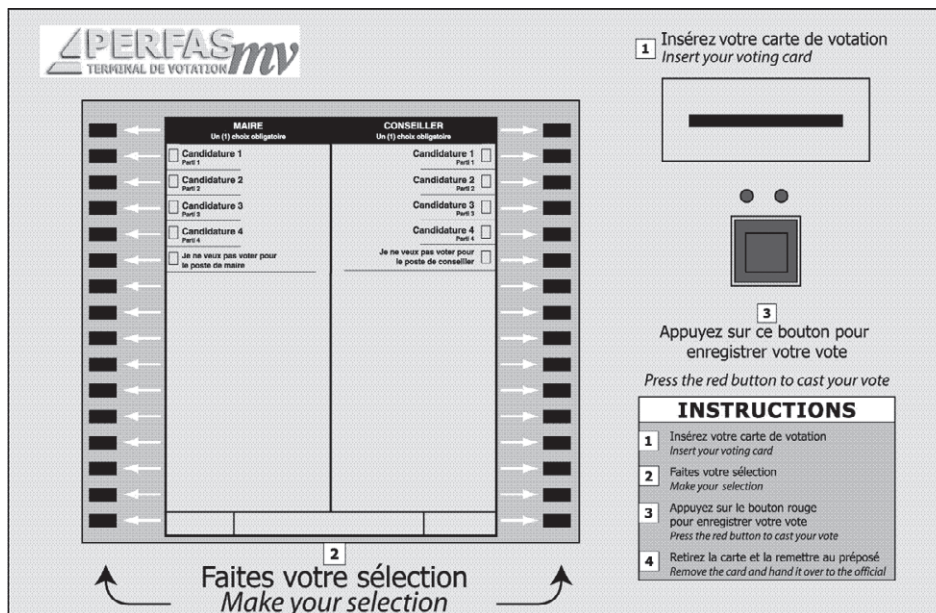 PERFAS mv
TERMINAL DE VOTATION
1
Insérez votre carte de votation
Insert your voting card
MAIRE
Un (1) choix obligatoire
Candidature 1
Parti 1
Candidature 2
Parti 2
Candidature 3
Parti 3
Candidature 4
Parti 4
Je ne veux pas voter pour
le poste de maire
CONSEILLER
Un (1) choix obligatoire
Candidature 1
Parti 1
Candidature 2
Parti 2
Candidature 3
Parti 3
Candidature 4
Parti 4
Je ne veux pas voter pour
le poste de conseiller
2
Faites votre sélection
Make your selection
3
Appuyez sur ce bouton pour
enregistrer votre vote
Press the red button to cast your vote
INSTRUCTIONS
1 Insérez votre carte de votation
Insert your voting card
2 Faites votre sélection
Make your selection
3 Appuyez sur le bouton rouge
pour enregistrer votre vote
Press the red button to cast your vote
4 Retirez la carte et la remettre au préposé
Remove the card and hand it over to the official